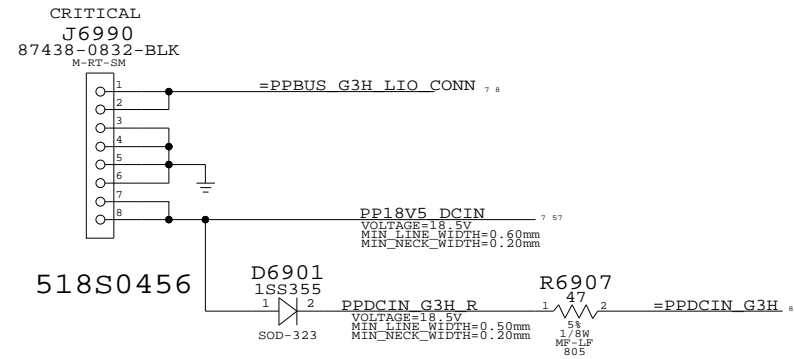 CRITICAL
J6990
87438-0832-BLK
M-RT-SM
1
=PPBUS_G3H_LIO_CONN 7 8
2
3
4
5
6
7
8
PP18V5_DCIN 7 57
VOLTAGE=18.5V
MIN_LINE_WIDTH=0.60mm
MIN_NECK_WIDTH=0.20mm
518S0456
D6901
1SS355
1 2
SOD-323
PPDCIN_G3H_R
VOLTAGE=18.5V
MIN_LINE_WIDTH=0.50mm
MIN_NECK_WIDTH=0.20mm
R6907
47
1 2
5%
1/8W
MF-LF
805
=PPDCIN_G3H 8